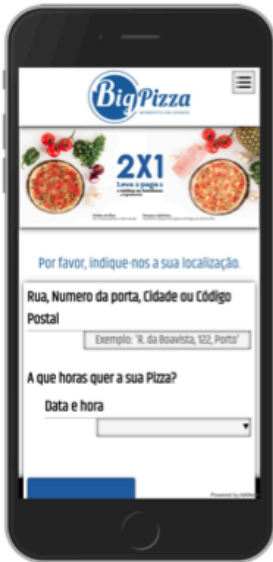 BigPizza
2X1
Leva 2 paga 1
Por favor, indique-nos a sua localização.
Rua, Numero da porta, Cidade ou Código
Postal
Exemplo: "R. da Boavista, 122, Porto"
A que horas quer a sua Pizza?
Data e hora
Powered by